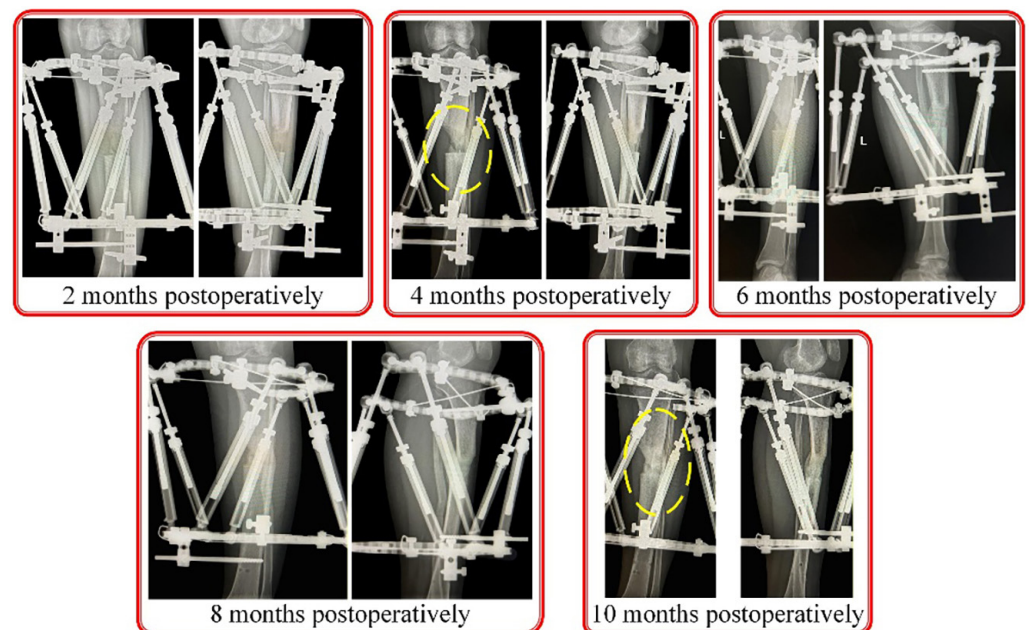 2 months postoperatively
4 months postoperatively
L
L
6 months postoperatively
8 months postoperatively
10 months postoperatively